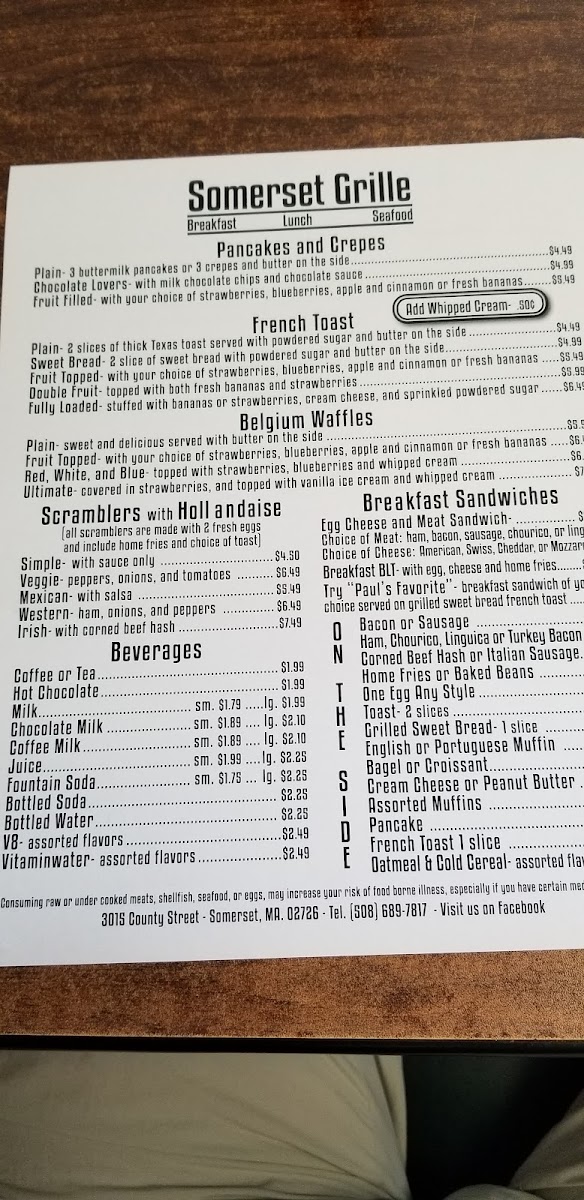 Somerset Grille
Breakfast Lunch Seafood
Pancakes and Crepes
Plain- 3 buttermilk pancakes or 3 crepes and butter on the side $4.49
Chocolate Lovers- with milk chocolate chips and chocolate sauce $4.99
Fruit Filled- with your choice of strawberries, blueberries, apple and cinnamon or fresh bananas $5.49
Add Whipped Cream- .50¢
French Toast
Plain- 2 slices of thick Texas toast served with powdered sugar and butter on the side $4.49
Sweet Bread- 2 slice of sweet bread with powdered sugar and butter on the side $4.99
Fruit Topped- with your choice of strawberries, blueberries, apple and cinnamon or fresh bananas $5.49
Double Fruit- topped with both fresh bananas and strawberries $5.99
Fully Loaded- stuffed with bananas or strawberries, cream cheese, and sprinkled powdered sugar $6.49
Belgium Waffles
Plain- sweet and delicious served with butter on the side $5.
Fruit Topped- with your choice of strawberries, blueberries, apple and cinnamon or fresh bananas $6.
Red, White, and Blue- topped with strawberries, blueberries and whipped cream $6.
Ultimate- covered in strawberries, and topped with vanilla ice cream and whipped cream $7
Scramblers with Hollandaise
(all scramblers are made with 2 fresh eggs
and include home fries and choice of toast)
Simple- with sauce only $4.50
Veggie- peppers, onions, and tomatoes $6.49
Mexican- with salsa $5.49
Western- ham, onions, and peppers $6.49
Irish- with corned beef hash $7.49
Beverages
Coffee or Tea $1.99
Hot Chocolate $1.99
Milk sm. $1.79 lg. $1.99
Chocolate Milk sm. $1.89 lg. $2.10
Coffee Milk sm. $1.89 lg. $2.10
Juice sm. $1.99 lg. $2.25
Fountain Soda sm. $1.75 lg. $2.25
Bottled Soda $2.25
Bottled Water $2.25
V8- assorted flavors $2.49
Vitaminwater- assorted flavors $2.49
Breakfast Sandwiches
Egg Cheese and Meat Sandwich- $
Choice of Meat: ham, bacon, sausage, chourico, or ling
Choice of Cheese: American, Swiss, Cheddar, or Mozzar
Breakfast BLT- with egg, cheese and home fries $
Try "Paul's Favorite"- breakfast sandwich of yo
choice served on grilled sweet bread french toast
ON THE SIDE
Bacon or Sausage
Ham, Chourico, Linguica or Turkey Bacon
Corned Beef Hash or Italian Sausage
Home Fries or Baked Beans
One Egg Any Style
Toast- 2 slices
Grilled Sweet Bread- 1 slice
English or Portuguese Muffin
Bagel or Croissant
Cream Cheese or Peanut Butter
Assorted Muffins
Pancake
French Toast 1 slice
Oatmeal & Cold Cereal- assorted flav
Consuming raw or under cooked meats, shellfish, seafood, or eggs, may increase your risk of food borne illness, especially if you have certain med
3015 County Street - Somerset, MA. 02726 - Tel. (508) 689-7817 - Visit us on Facebook